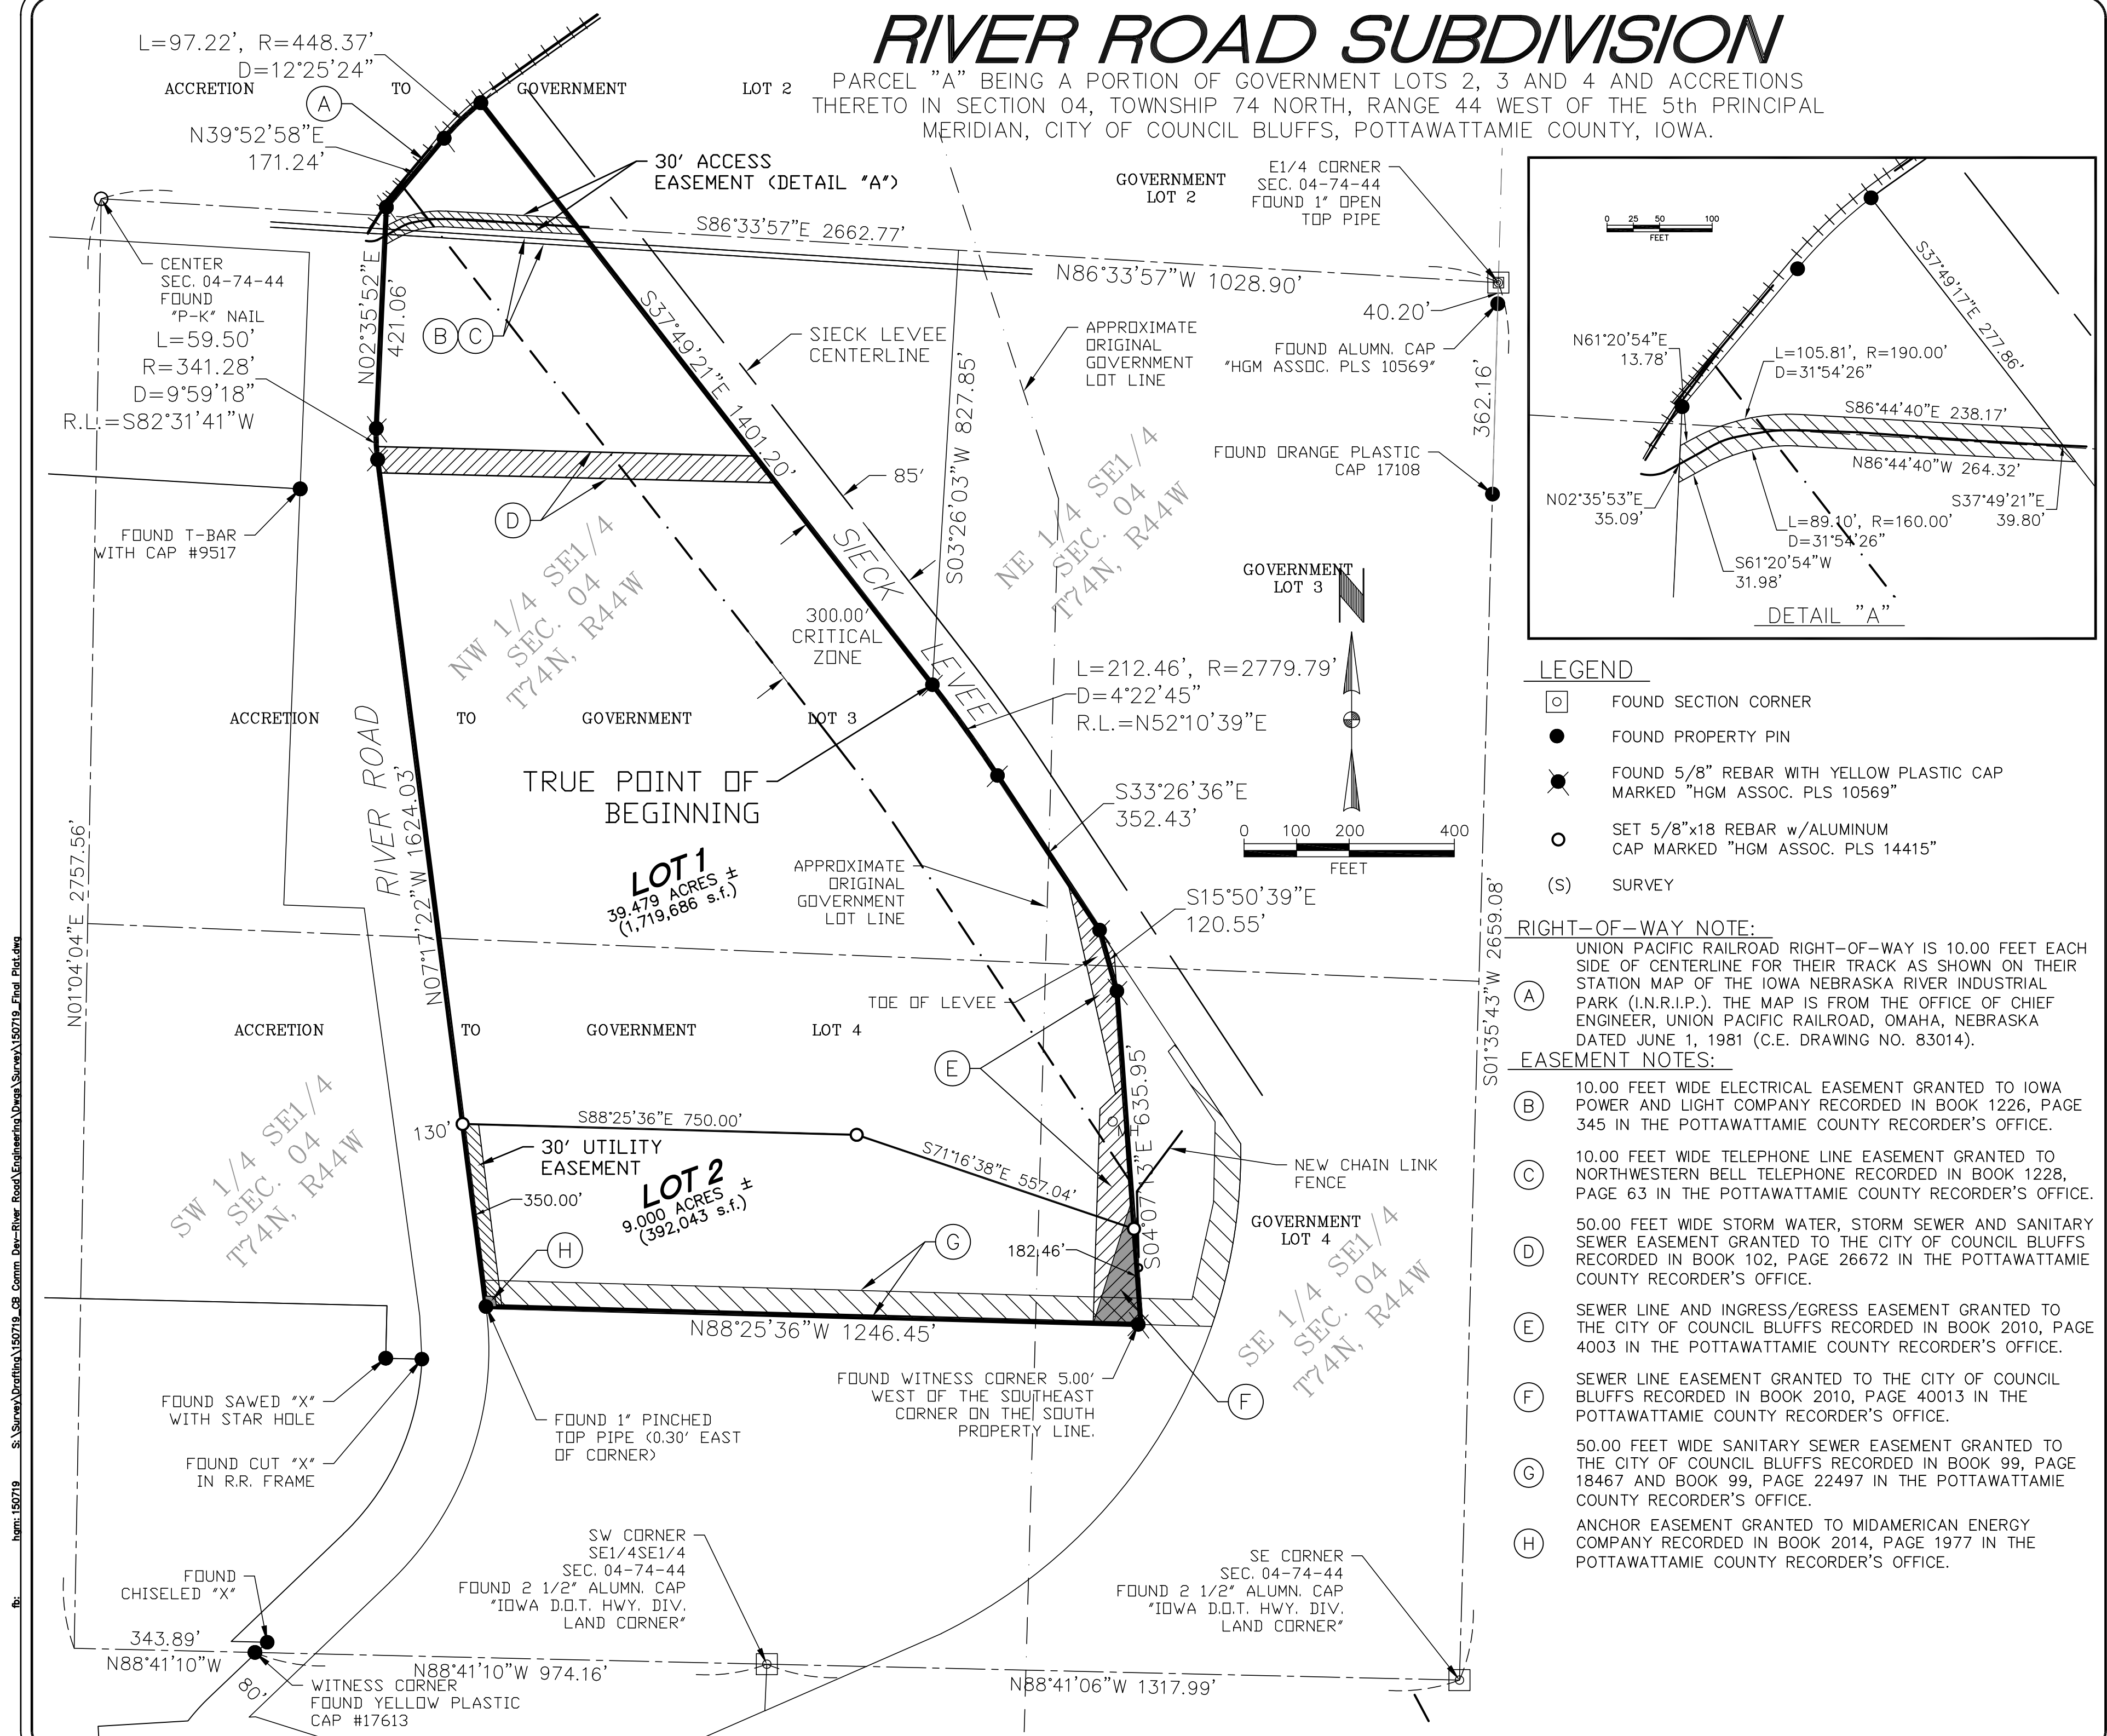 RIVER ROAD SUBDIVISION
PARCEL "A" BEING A PORTION OF GOVERNMENT LOTS 2, 3 AND 4 AND ACCRETIONS
THERETO IN SECTION 04, TOWNSHIP 74 NORTH, RANGE 44 WEST OF THE 5th PRINCIPAL
MERIDIAN, CITY OF COUNCIL BLUFFS, POTTAWATTAMIE COUNTY, IOWA.
L=97.22', R=448.37'
D=12°25'24"
ACCRETION TO GOVERNMENT LOT 2
A
N39°52'58"E
171.24'
30' ACCESS
EASEMENT (DETAIL "A")
GOVERNMENT
LOT 2
E1/4 CORNER
SEC. 04-74-44
FOUND 1" OPEN
TOP PIPE
S86°33'57"E 2662.77'
N86°33'57"W 1028.90'
40.20'
CENTER
SEC. 04-74-44
FOUND
"P-K" NAIL
L=59.50'
R=341.28'
D=9°59'18"
R.L.=S82°31'41"W
N02°35'52"E
421.06'
B
C
S37°49'21"E 1401.20'
SIECK LEVEE
CENTERLINE
S03°26'03"W 827.85'
APPROXIMATE
ORIGINAL
GOVERNMENT
LOT LINE
FOUND ALUMN. CAP
"HGM ASSOC. PLS 10569"
362.16'
FOUND ORANGE PLASTIC
CAP 17108
85'
D
FOUND T-BAR
WITH CAP #9517
NW 1/4 SE1/4
SEC. 04
T74N, R44W
SIECK LEVEE
NE 1/4 SE1/4
SEC. 04
T74N, R44W
GOVERNMENT
LOT 3
300.00'
CRITICAL
ZONE
L=212.46', R=2779.79'
D=4°22'45"
R.L.=N52°10'39"E
ACCRETION TO GOVERNMENT LOT 3
TRUE POINT OF
BEGINNING
RIVER ROAD
N07°17'22"W 1624.03'
N01°04'04"E 2757.56'
S33°26'36"E
352.43'
0 100 200 400
FEET
LOT 1
39.479 ACRES ±
(1,719,686 s.f.)
APPROXIMATE
ORIGINAL
GOVERNMENT
LOT LINE
S15°50'39"E
120.55'
S01°35'43"W 2659.08'
TOE OF LEVEE
ACCRETION TO GOVERNMENT LOT 4
E
S04°07'13"E 635.95'
SW 1/4 SE1/4
SEC. 04
T74N, R44W
130'
S88°25'36"E 750.00'
30' UTILITY
EASEMENT
S71°16'38"E 557.04'
NEW CHAIN LINK
FENCE
350.00'
LOT 2
9.000 ACRES ±
(392,043 s.f.)
GOVERNMENT
LOT 4
H
G
182.46'
SE 1/4 SE1/4
SEC. 04
T74N, R44W
N88°25'36"W 1246.45'
FOUND WITNESS CORNER 5.00'
WEST OF THE SOUTHEAST
CORNER ON THE SOUTH
PROPERTY LINE.
F
FOUND SAWED "X"
WITH STAR HOLE
FOUND 1" PINCHED
TOP PIPE (0.30' EAST
OF CORNER)
FOUND CUT "X"
IN R.R. FRAME
SW CORNER
SE1/4SE1/4
SEC. 04-74-44
FOUND 2 1/2" ALUMN. CAP
"IOWA D.O.T. HWY. DIV.
LAND CORNER"
SE CORNER
SEC. 04-74-44
FOUND 2 1/2" ALUMN. CAP
"IOWA D.O.T. HWY. DIV.
LAND CORNER"
FOUND
CHISELED "X"
343.89'
N88°41'10"W
N88°41'10"W 974.16'
N88°41'06"W 1317.99'
80'
WITNESS CORNER
FOUND YELLOW PLASTIC
CAP #17613
0 25 50 100
FEET
S37°49'17"E 277.86'
N61°20'54"E
13.78'
L=105.81', R=190.00'
D=31°54'26"
S86°44'40"E 238.17'
N86°44'40"W 264.32'
N02°35'53"E
35.09'
S37°49'21"E
39.80'
L=89.10', R=160.00'
D=31°54'26"
S61°20'54"W
31.98'
DETAIL "A"
LEGEND
FOUND SECTION CORNER
FOUND PROPERTY PIN
FOUND 5/8" REBAR WITH YELLOW PLASTIC CAP
MARKED "HGM ASSOC. PLS 10569"
SET 5/8"x18 REBAR w/ALUMINUM
CAP MARKED "HGM ASSOC. PLS 14415"
(S) SURVEY
RIGHT-OF-WAY NOTE:
A UNION PACIFIC RAILROAD RIGHT-OF-WAY IS 10.00 FEET EACH
SIDE OF CENTERLINE FOR THEIR TRACK AS SHOWN ON THEIR
STATION MAP OF THE IOWA NEBRASKA RIVER INDUSTRIAL
PARK (I.N.R.I.P.). THE MAP IS FROM THE OFFICE OF CHIEF
ENGINEER, UNION PACIFIC RAILROAD, OMAHA, NEBRASKA
DATED JUNE 1, 1981 (C.E. DRAWING NO. 83014).
EASEMENT NOTES:
B 10.00 FEET WIDE ELECTRICAL EASEMENT GRANTED TO IOWA
POWER AND LIGHT COMPANY RECORDED IN BOOK 1226, PAGE
345 IN THE POTTAWATTAMIE COUNTY RECORDER'S OFFICE.
C 10.00 FEET WIDE TELEPHONE LINE EASEMENT GRANTED TO
NORTHWESTERN BELL TELEPHONE RECORDED IN BOOK 1228,
PAGE 63 IN THE POTTAWATTAMIE COUNTY RECORDER'S OFFICE.
D 50.00 FEET WIDE STORM WATER, STORM SEWER AND SANITARY
SEWER EASEMENT GRANTED TO THE CITY OF COUNCIL BLUFFS
RECORDED IN BOOK 102, PAGE 26672 IN THE POTTAWATTAMIE
COUNTY RECORDER'S OFFICE.
E SEWER LINE AND INGRESS/EGRESS EASEMENT GRANTED TO
THE CITY OF COUNCIL BLUFFS RECORDED IN BOOK 2010, PAGE
4003 IN THE POTTAWATTAMIE COUNTY RECORDER'S OFFICE.
F SEWER LINE EASEMENT GRANTED TO THE CITY OF COUNCIL
BLUFFS RECORDED IN BOOK 2010, PAGE 40013 IN THE
POTTAWATTAMIE COUNTY RECORDER'S OFFICE.
G 50.00 FEET WIDE SANITARY SEWER EASEMENT GRANTED TO
THE CITY OF COUNCIL BLUFFS RECORDED IN BOOK 99, PAGE
18467 AND BOOK 99, PAGE 22497 IN THE POTTAWATTAMIE
COUNTY RECORDER'S OFFICE.
H ANCHOR EASEMENT GRANTED TO MIDAMERICAN ENERGY
COMPANY RECORDED IN BOOK 2014, PAGE 1977 IN THE
POTTAWATTAMIE COUNTY RECORDER'S OFFICE.
fb: hgm: 150719 S:\Survey\Drafting\150719_CB Comm Dev-River Road\Engineering\Dwgs\Survey\150719_Final Plat.dwg